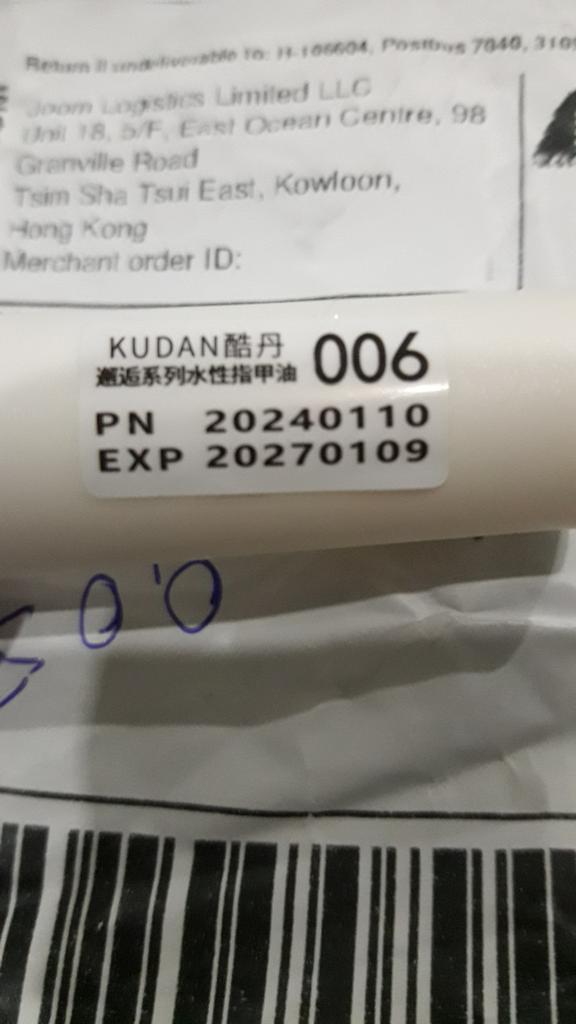 Return if undeliverable to: H-106604, Postbus 7040, 3109
Joom Logistics Limited LLC
Unit 18, 5/F, East Ocean Centre, 98
Granville Road
Tsim Sha Tsui East, Kowloon,
Hong Kong
Merchant order ID:
KUDAN酷丹 006
邂逅系列水性指甲油
PN 20240110
EXP 20270109
00